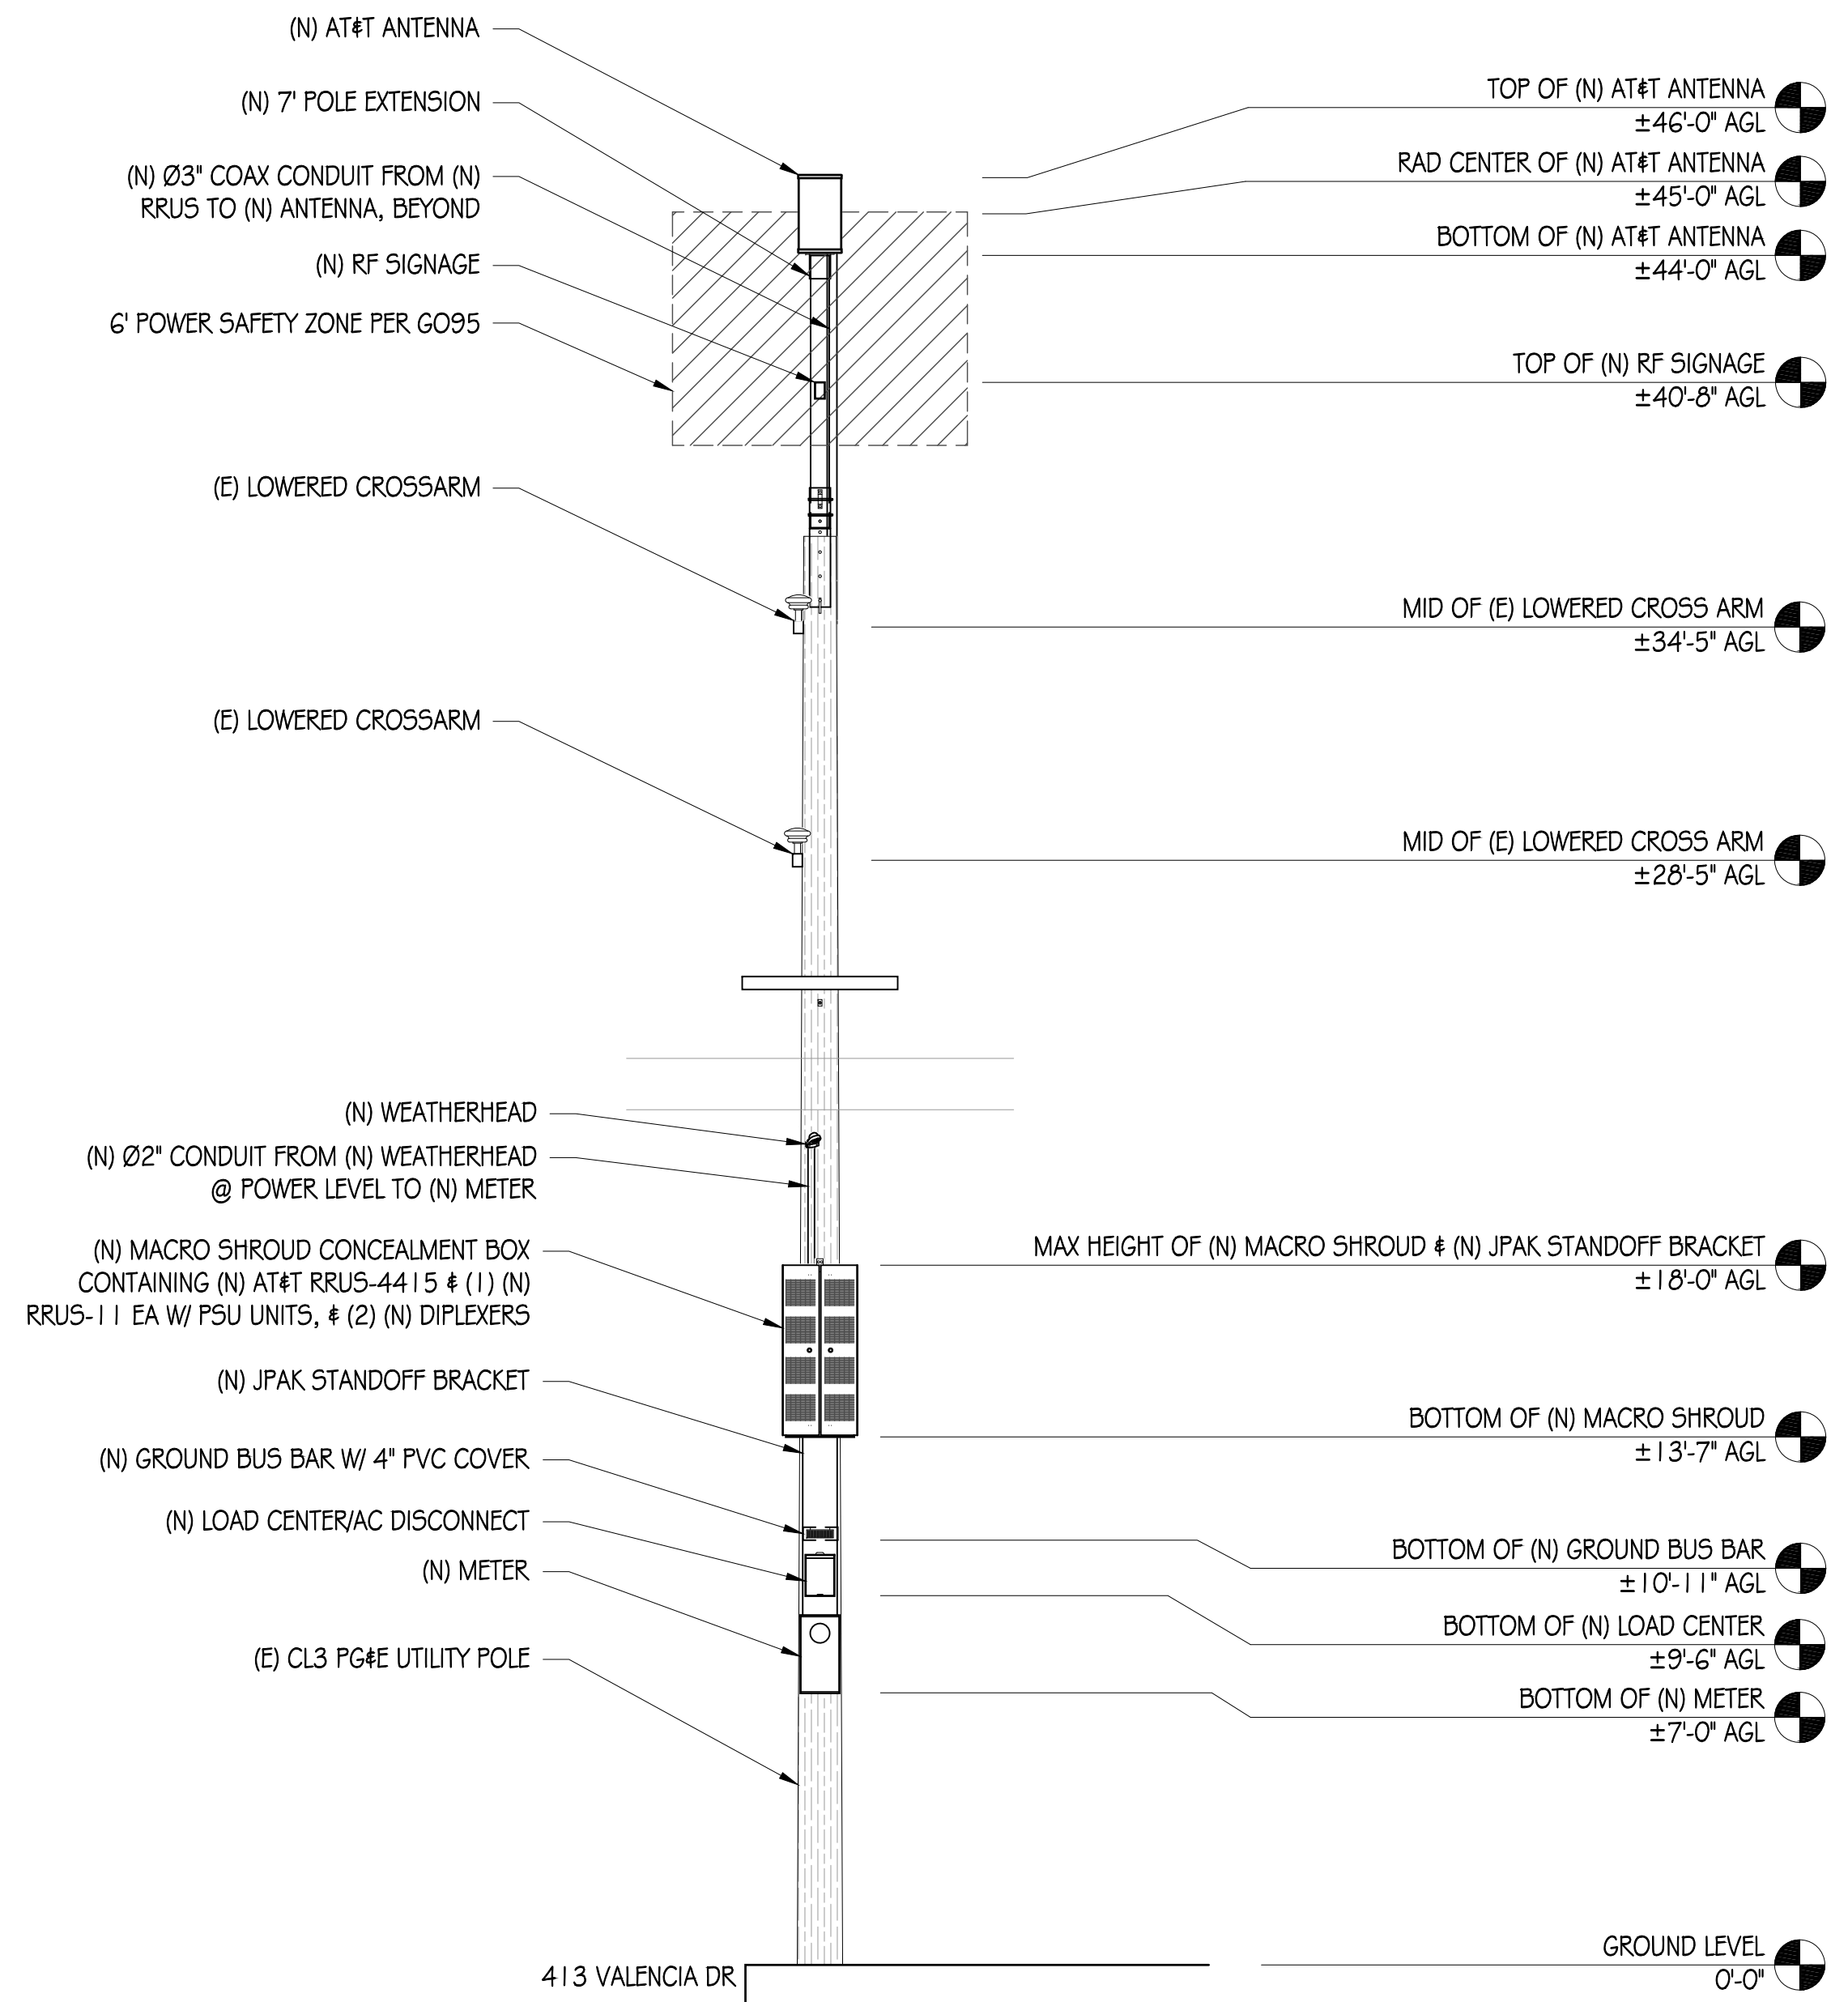 (N) AT&T ANTENNA
(N) 7' POLE EXTENSION
(N) Ø3" COAX CONDUIT FROM (N)
RRUS TO (N) ANTENNA, BEYOND
(N) RF SIGNAGE
6' POWER SAFETY ZONE PER GO95
(E) LOWERED CROSSARM
(E) LOWERED CROSSARM
(N) WEATHERHEAD
(N) Ø2" CONDUIT FROM (N) WEATHERHEAD
@ POWER LEVEL TO (N) METER
(N) MACRO SHROUD CONCEALMENT BOX
CONTAINING (N) AT&T RRUS-4415 & (1) (N)
RRUS-11 EA W/ PSU UNITS, & (2) (N) DIPLEXERS
(N) JPAK STANDOFF BRACKET
(N) GROUND BUS BAR W/ 4" PVC COVER
(N) LOAD CENTER/AC DISCONNECT
(N) METER
(E) CL3 PG&E UTILITY POLE
413 VALENCIA DR
TOP OF (N) AT&T ANTENNA
±46'-0" AGL
RAD CENTER OF (N) AT&T ANTENNA
±45'-0" AGL
BOTTOM OF (N) AT&T ANTENNA
±44'-0" AGL
TOP OF (N) RF SIGNAGE
±40'-8" AGL
MID OF (E) LOWERED CROSS ARM
±34'-5" AGL
MID OF (E) LOWERED CROSS ARM
±28'-5" AGL
MAX HEIGHT OF (N) MACRO SHROUD & (N) JPAK STANDOFF BRACKET
±18'-0" AGL
BOTTOM OF (N) MACRO SHROUD
±13'-7" AGL
BOTTOM OF (N) GROUND BUS BAR
±10'-11" AGL
BOTTOM OF (N) LOAD CENTER
±9'-6" AGL
BOTTOM OF (N) METER
±7'-0" AGL
GROUND LEVEL
0'-0"